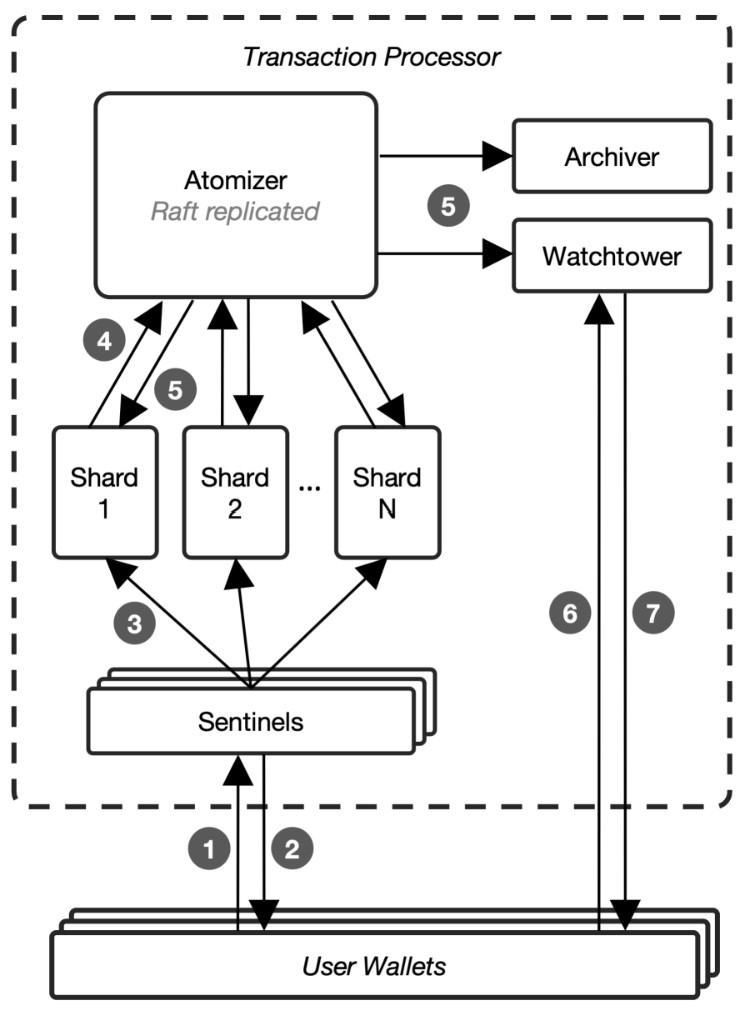 Transaction Processor
Atomizer
Raft replicated
Archiver
5
Watchtower
4
5
Shard
1
Shard
2
...
Shard
N
3
6
7
Sentinels
1
2
User Wallets